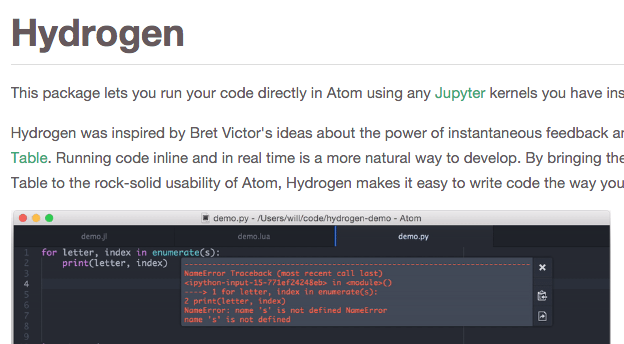 Hydrogen
This package lets you run your code directly in Atom using any Jupyter kernels you have ins
Hydrogen was inspired by Bret Victor's ideas about the power of instantaneous feedback a
Table. Running code inline and in real time is a more natural way to develop. By bringing the
Table to the rock-solid usability of Atom, Hydrogen makes it easy to write code the way you
demo.py - /Users/will/code/hydrogen-demo - Atom
demo.jl demo.lua demo.py
1 for letter, index in enumerate(s):
2 print(letter, index)
3
4
5
6
7
8
9
---------------------------------------------------------------------------
NameError Traceback (most recent call last)
<ipython-input-15-771ef24248eb> in <module>()
----> 1 for letter, index in enumerate(s):
2 print(letter, index)
NameError: name 's' is not defined NameError
name 's' is not defined